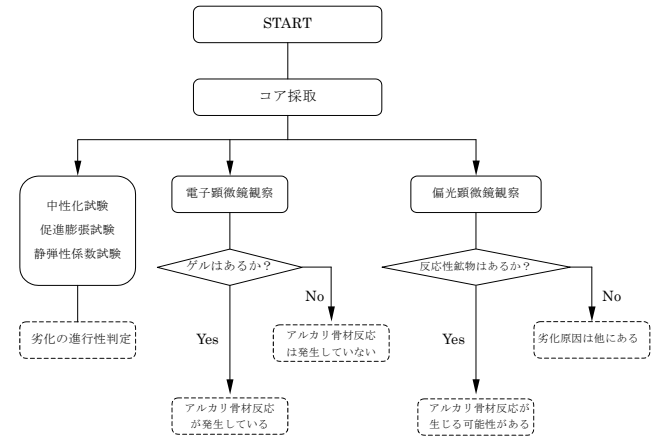 START
コア採取
中性化試験
促進膨張試験
静弾性係数試験
劣化の進行性判定
電子顕微鏡観察
ゲルはあるか？
No
アルカリ骨材反応
は発生していない
Yes
アルカリ骨材反応
が発生している
偏光顕微鏡観察
反応性鉱物はあるか？
No
劣化原因は他にある
Yes
アルカリ骨材反応が
生じる可能性がある